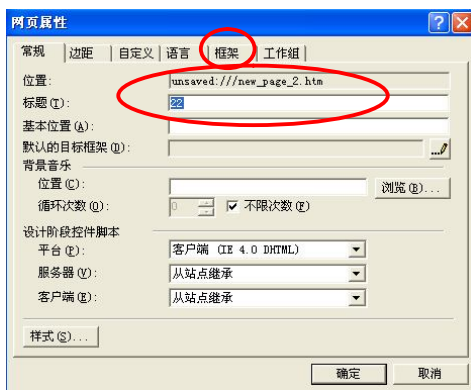 网页属性
常规 边距 自定义 语言 框架 工作组
位置: unsaved:///new_page_2.htm
标题(T): 22
基本位置(A):
默认的目标框架(D):
背景音乐
位置(C): 浏览(B)...
循环次数(O): 0 不限次数(F)
设计阶段控件脚本
平台(P): 客户端 (IE 4.0 DHTML)
服务器(V): 从站点继承
客户端(E): 从站点继承
样式(S)...
确定 取消